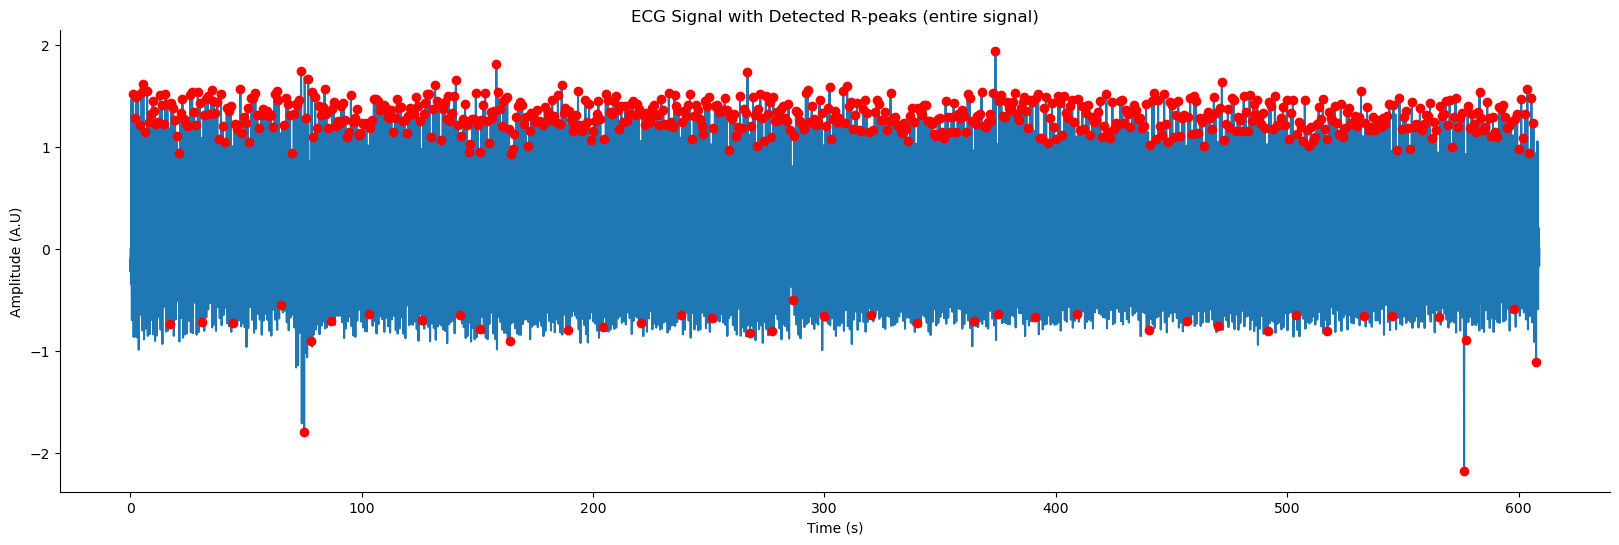 ECG Signal with Detected R-peaks (entire signal)
Amplitude (A.U)
2
1
0
−1
−2
0 100 200 300 400 500 600
Time (s)